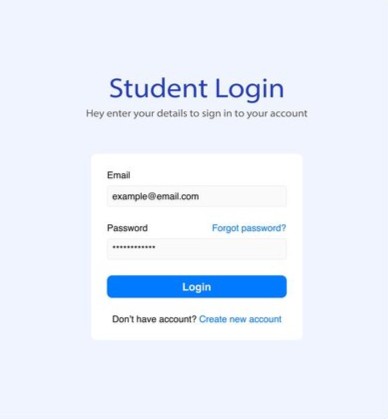 Student Login
Hey enter your details to sign in to your account
Email
example@email.com
Password Forgot password?
************
Login
Don't have account? Create new account